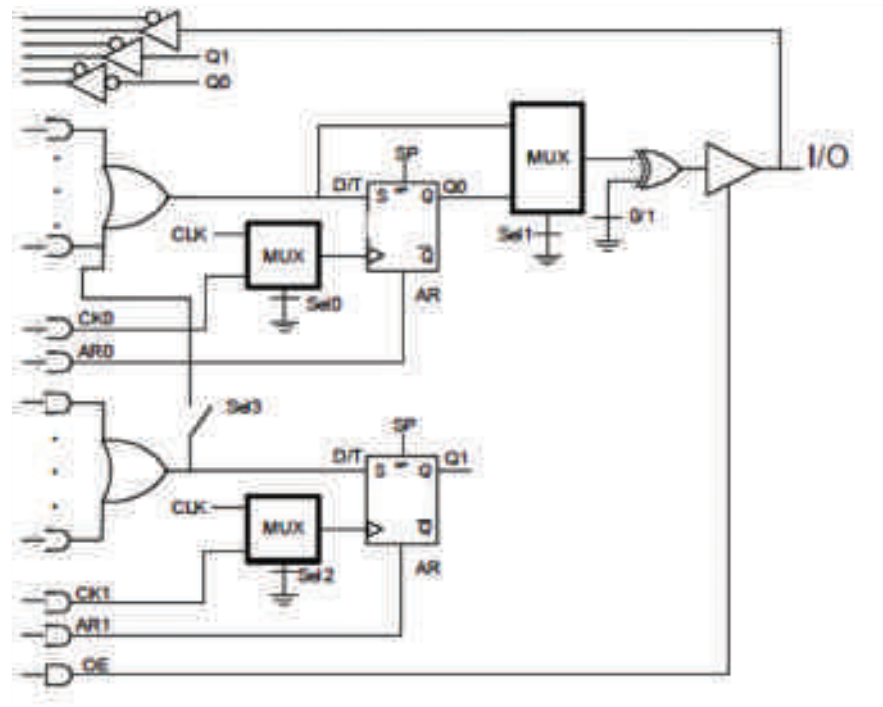 Q1
Q0
SP
MUX
I/O
D/T
S
Q
Q0
CLK
MUX
Q
Sel1
0/1
Sel0
AR
CK0
AR0
Sel3
SP
D/T
S
Q
Q1
CLK
MUX
Q
Sel2
AR
CK1
AR1
OE